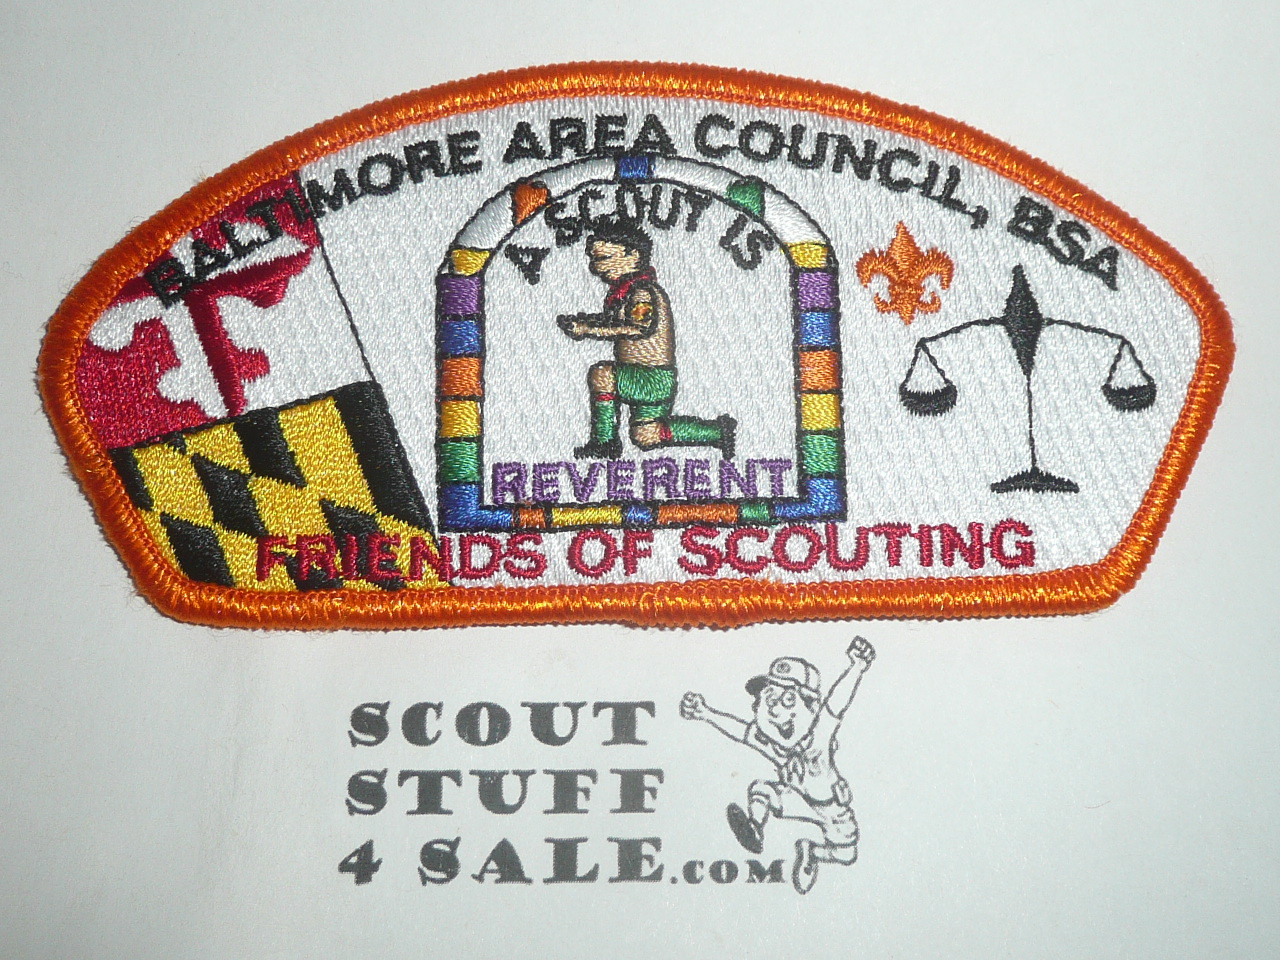 BALTIMORE AREA COUNCIL, BSA
A SCOUT IS
REVERENT
FRIENDS OF SCOUTING
SCOUT
STUFF
4 SALE.COM